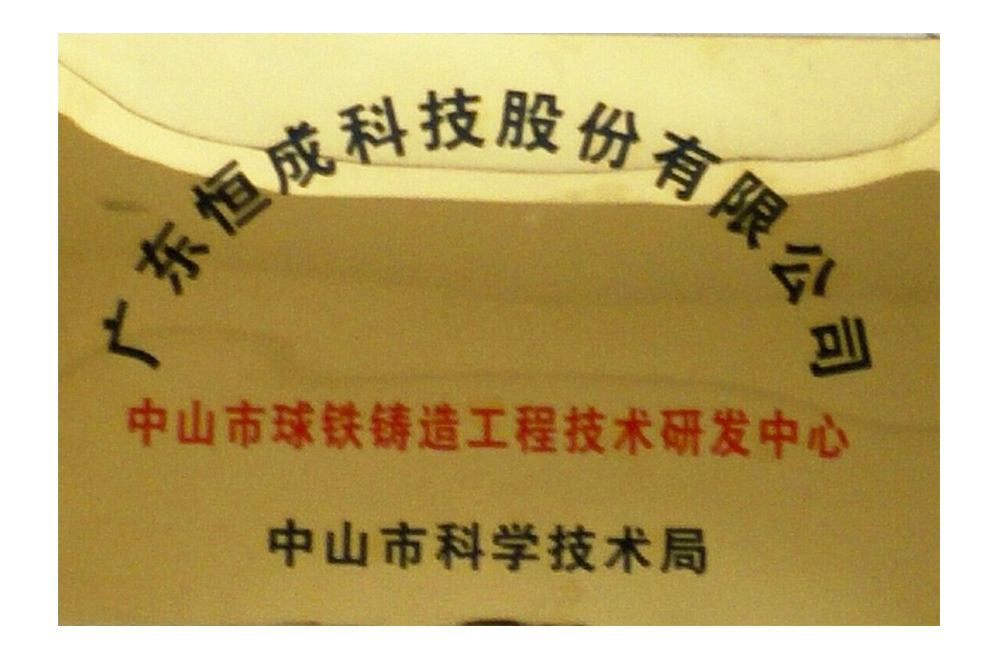 广东恒成科技股份有限公司
中山市球铁铸造工程技术研发中心
中山市科学技术局